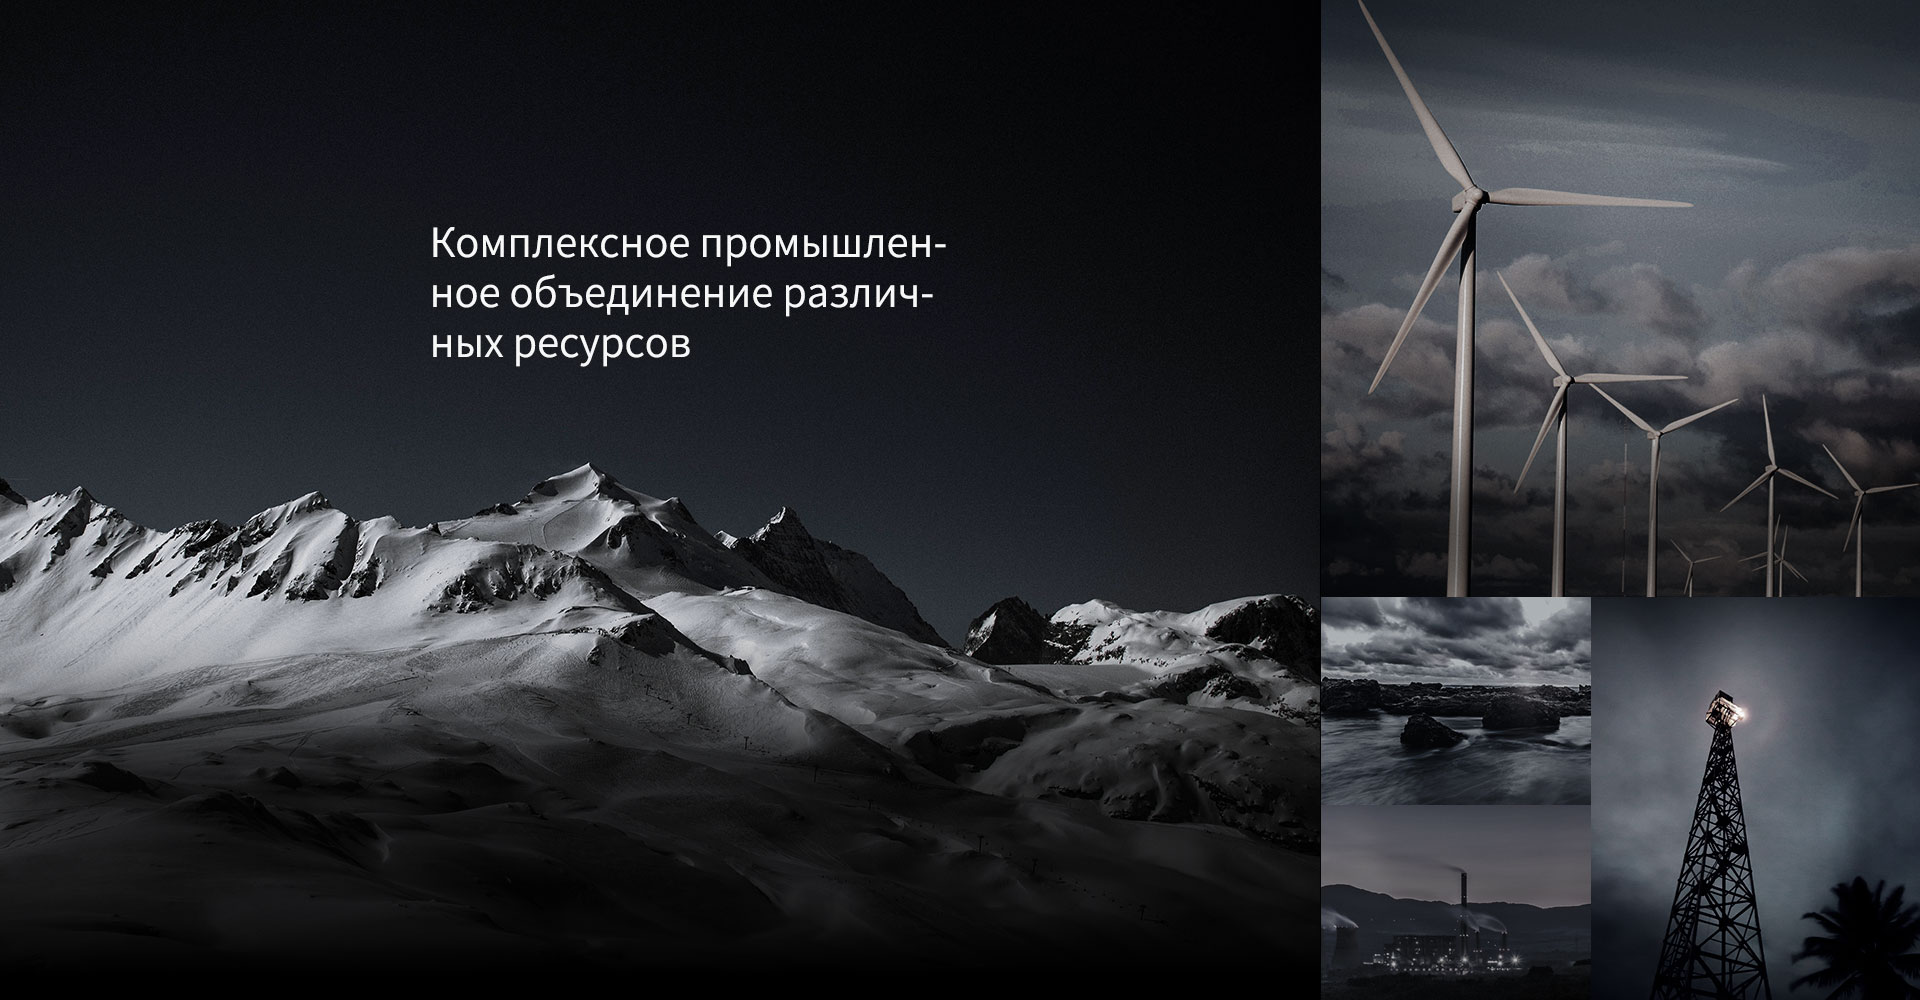 Комплексное промышлен-
ное объединение различ-
ных ресурсов